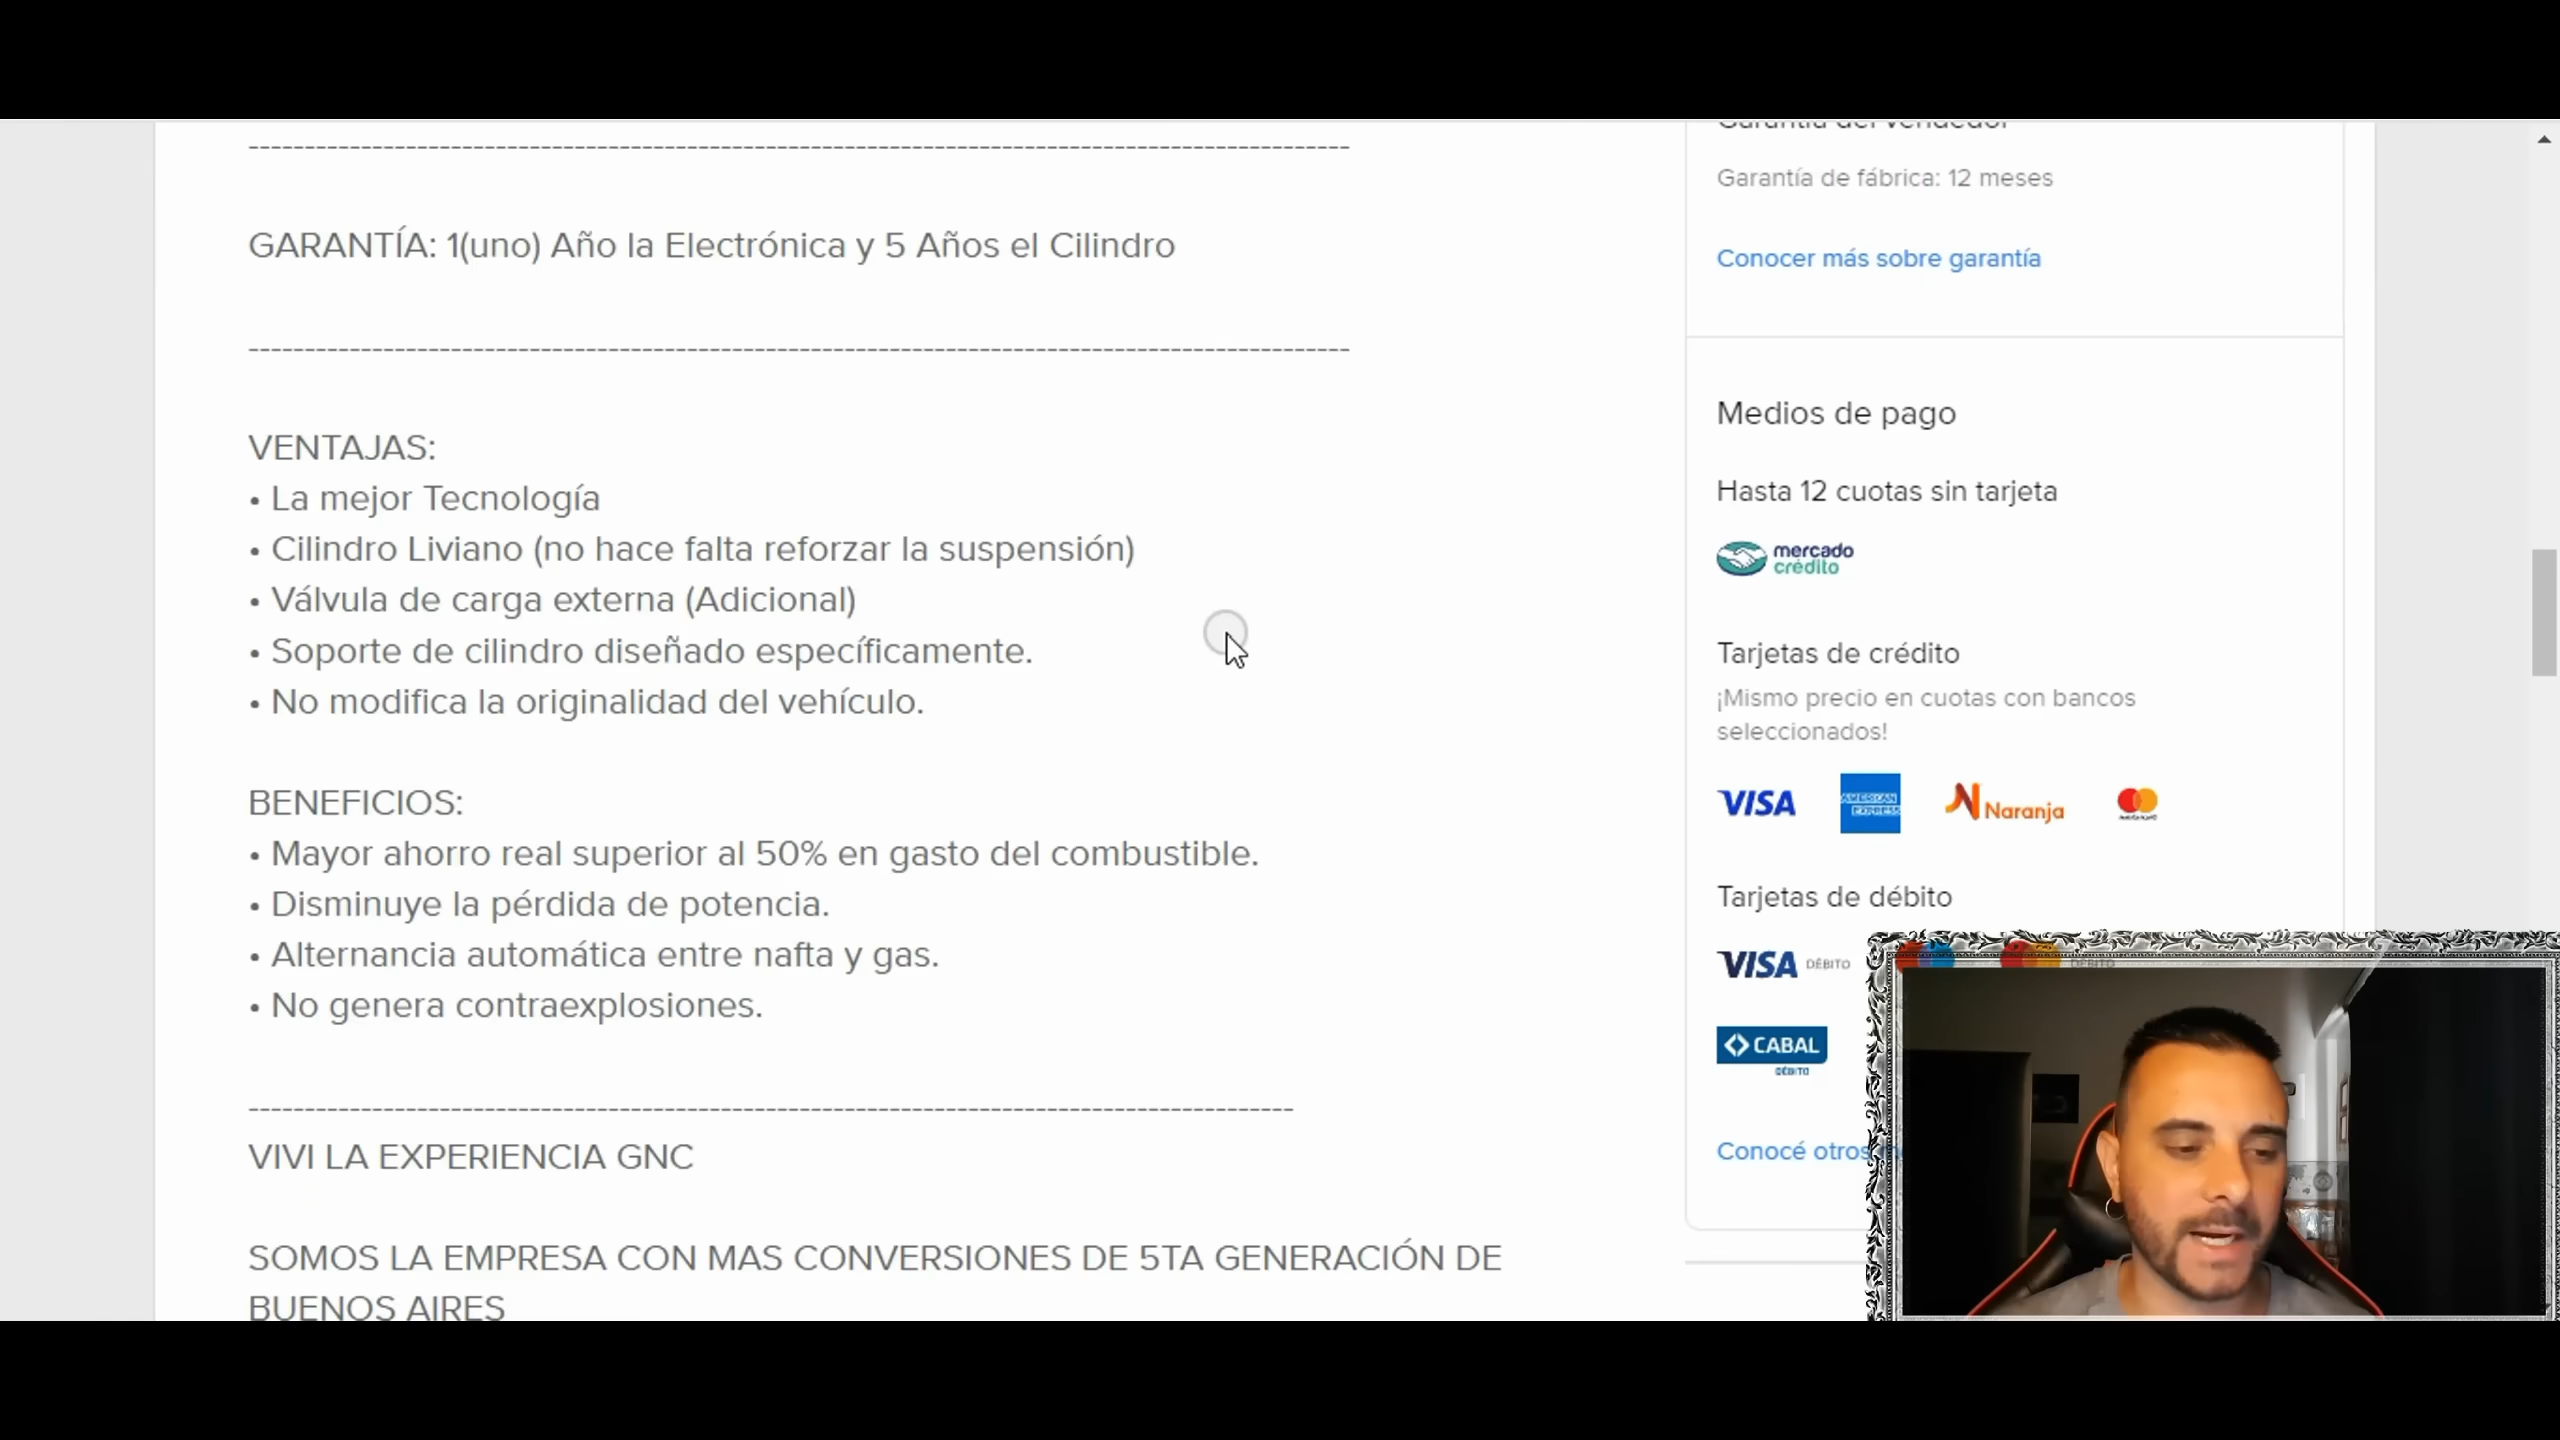 GARANTÍA: 1(uno) Año la Electrónica y 5 Años el Cilindro
VENTAJAS:
• La mejor Tecnología
• Cilindro Liviano (no hace falta reforzar la suspensión)
• Válvula de carga externa (Adicional)
• Soporte de cilindro diseñado específicamente.
• No modifica la originalidad del vehículo.
BENEFICIOS:
• Mayor ahorro real superior al 50% en gasto del combustible.
• Disminuye la pérdida de potencia.
• Alternancia automática entre nafta y gas.
• No genera contraexplosiones.
VIVI LA EXPERIENCIA GNC
SOMOS LA EMPRESA CON MAS CONVERSIONES DE 5TA GENERACIÓN DE
BUENOS AIRES
Garantía del vendedor
Garantía de fábrica: 12 meses
Conocer más sobre garantía
Medios de pago
Hasta 12 cuotas sin tarjeta
mercado
crédito
Tarjetas de crédito
¡Mismo precio en cuotas con bancos
seleccionados!
VISA AMERICAN EXPRESS Naranja
Tarjetas de débito
VISA DÉBITO
CABAL
DÉBITO
Conocé otros